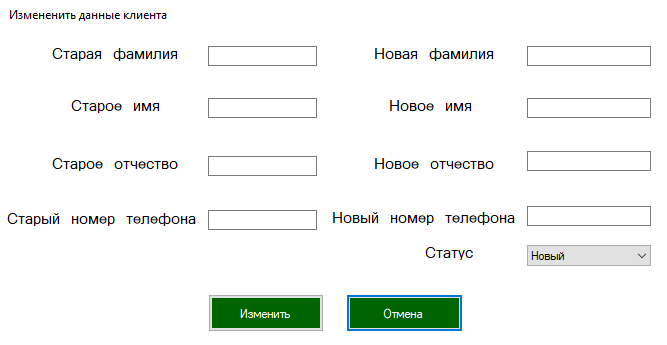 Измененить данные клиента
Старая фамилия Новая фамилия
Старое имя Новое имя
Старое отчество Новое отчество
Старый номер телефона Новый номер телефона
Статус Новый
Изменить Отмена